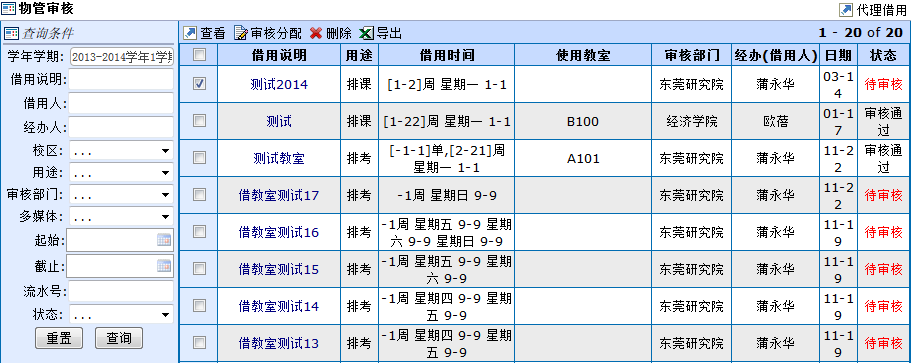 物管审核
代理借用
查询条件
学年学期: 2013-2014学年1学期
借用说明:
借用人:
经办人:
校区: ...
用途: ...
审核部门: ...
多媒体: ...
起始:
截止:
流水号:
状态: ...
重置 查询
查看 审核分配 删除 导出 1 - 20 of 20
借用说明 用途 借用时间 使用教室 审核部门 经办(借用人) 日期 状态
测试2014 排课 [1-2]周 星期一 1-1 东莞研究院 蒲永华 03-1
4 待审核
测试 排课 [1-22]周 星期一 1-1 B100 经济学院 欧蓓 01-1
7 审核通
过
测试教室 排考 [-1-1]单,[2-21]周
星期一 1-1 A101 东莞研究院 蒲永华 11-2
2 审核通
过
借教室测试17 排考 -1周 星期日 9-9 东莞研究院 蒲永华 11-2
2 待审核
借教室测试16 排考 -1周 星期五 9-9 星期
六 9-9 星期日 9-9 东莞研究院 蒲永华 11-1
9 待审核
借教室测试15 排考 -1周 星期五 9-9 星期
六 9-9 东莞研究院 蒲永华 11-1
9 待审核
借教室测试14 排考 -1周 星期四 9-9 星期
五 9-9 东莞研究院 蒲永华 11-1
9 待审核
借教室测试13 排考 -1周 星期四 9-9 星期
五 9-9 东莞研究院 蒲永华 11-1
9 待审核